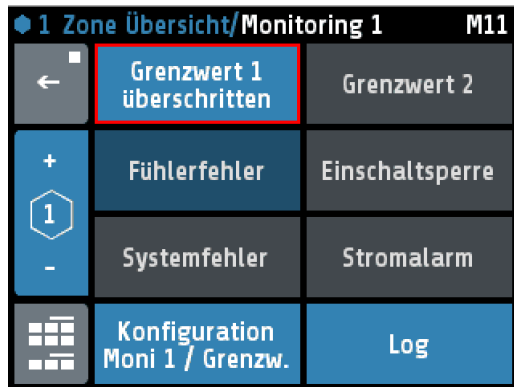 1 Zone Übersicht/Monitoring 1 M11
Grenzwert 1
überschritten
Grenzwert 2
+
1
-
Fühlerfehler
Einschaltsperre
Systemfehler
Stromalarm
Konfiguration
Moni 1 / Grenzw.
Log